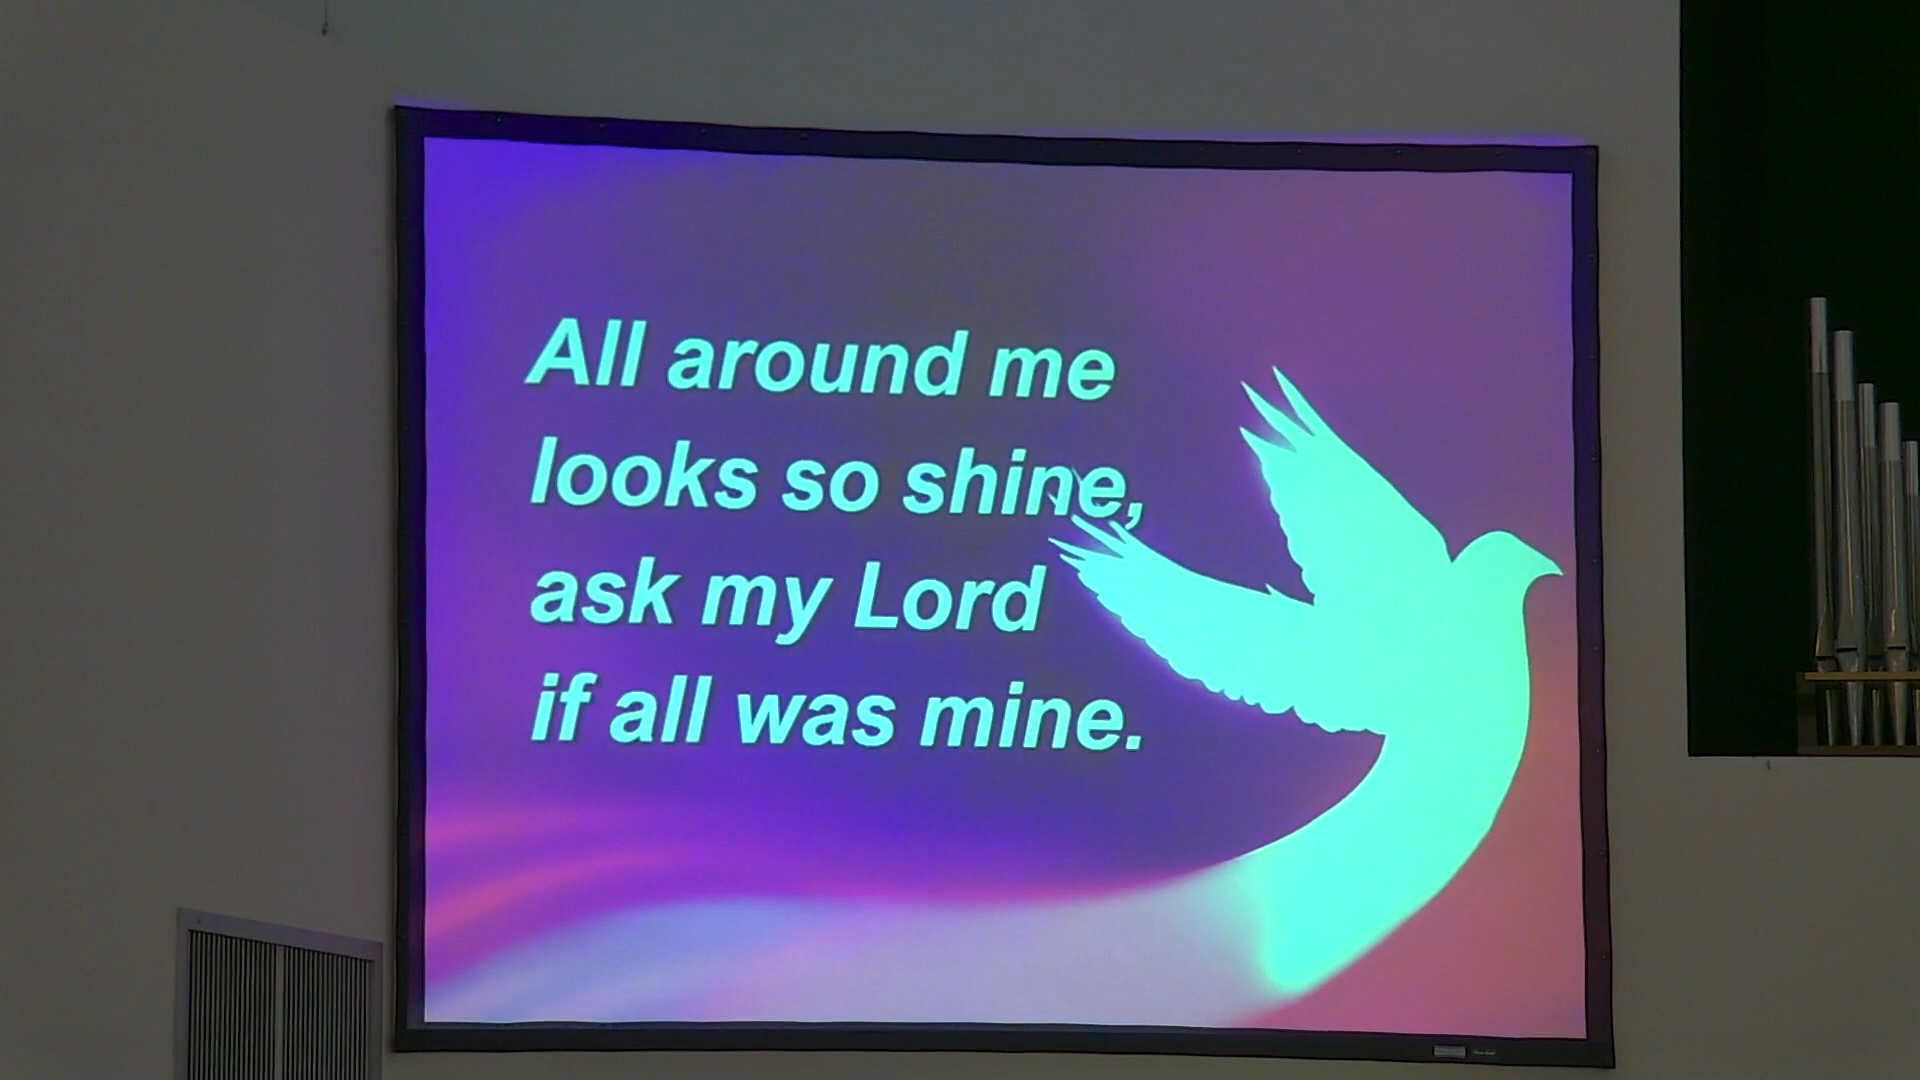 All around me
looks so shine,
ask my Lord
if all was mine.